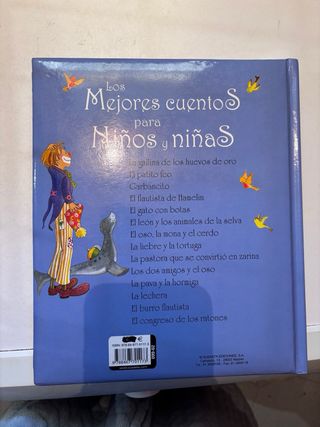 Los
Mejores cuentos
para
Niños y niñas
La gallina de los huevos de oro
El patito feo
Garbancito
El flautista de Hamelin
El gato con botas
El león y los animales de la selva
El oso, la mona y el cerdo
La liebre y la tortuga
La pastora que se convirtió en zarina
Los dos amigos y el oso
La pava y la hormiga
La lechera
El burro flautista
El congreso de los ratones
€